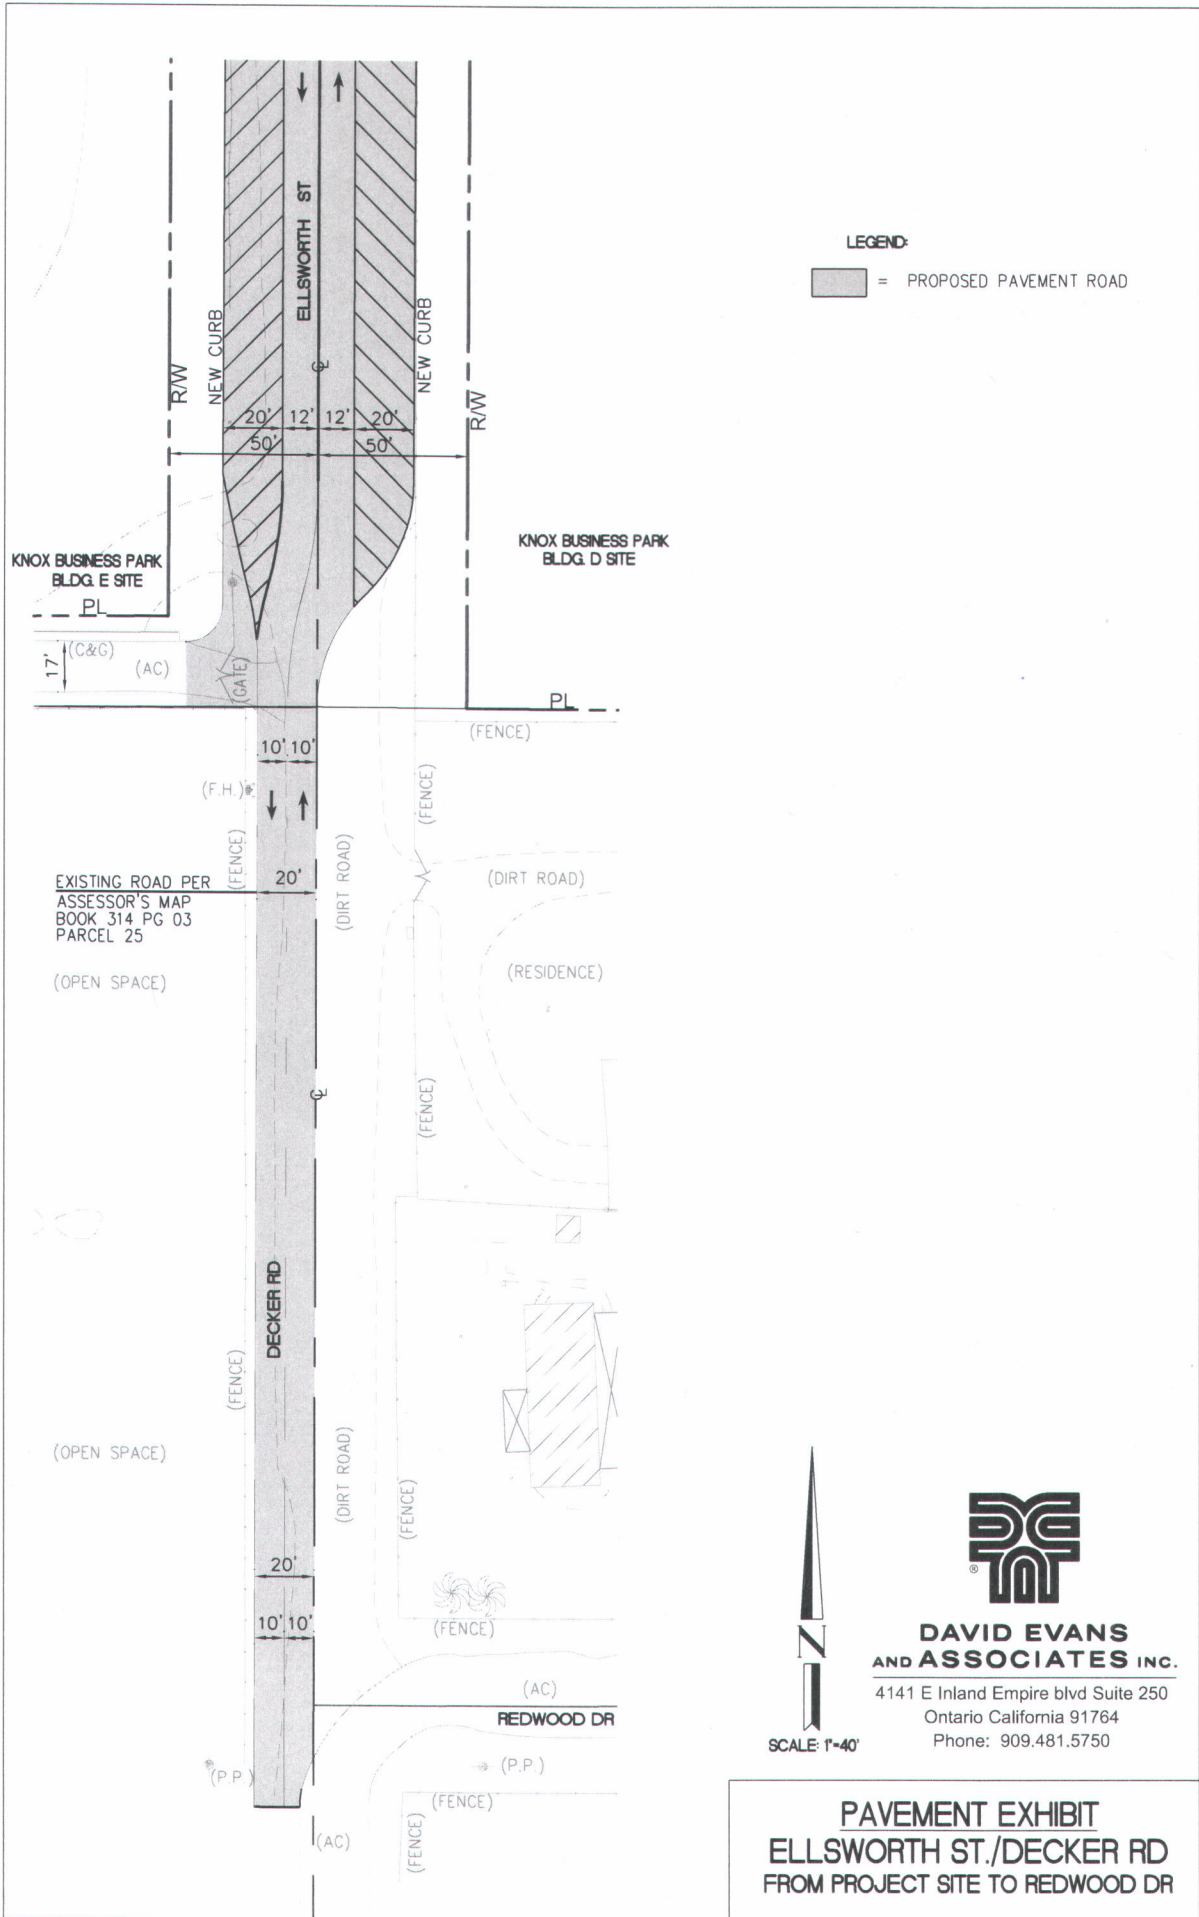 ELLSWORTH ST
LEGEND:
= PROPOSED PAVEMENT ROAD
R/W
NEW CURB
℄
NEW CURB
R/W
20' 12' 12' 20'
50' 50'
KNOX BUSINESS PARK
BLDG. E SITE
KNOX BUSINESS PARK
BLDG. D SITE
PL
17'
(C&G)
(AC)
(GATE)
PL
(FENCE)
10' 10'
(F.H.)
(FENCE)
(FENCE)
(DIRT ROAD)
20'
(DIRT ROAD)
EXISTING ROAD PER
ASSESSOR'S MAP
BOOK 314 PG 03
PARCEL 25
(OPEN SPACE)
(RESIDENCE)
℄
(FENCE)
DECKER RD
(FENCE)
(OPEN SPACE)
(DIRT ROAD)
(FENCE)
20'
10' 10'
(FENCE)
(AC)
REDWOOD DR
(P.P.)
(P.P.)
(FENCE)
(AC)
(FENCE)
N
SCALE: 1"=40'
®
DAVID EVANS
AND ASSOCIATES INC.
4141 E Inland Empire blvd Suite 250
Ontario California 91764
Phone: 909.481.5750
PAVEMENT EXHIBIT
ELLSWORTH ST./DECKER RD
FROM PROJECT SITE TO REDWOOD DR